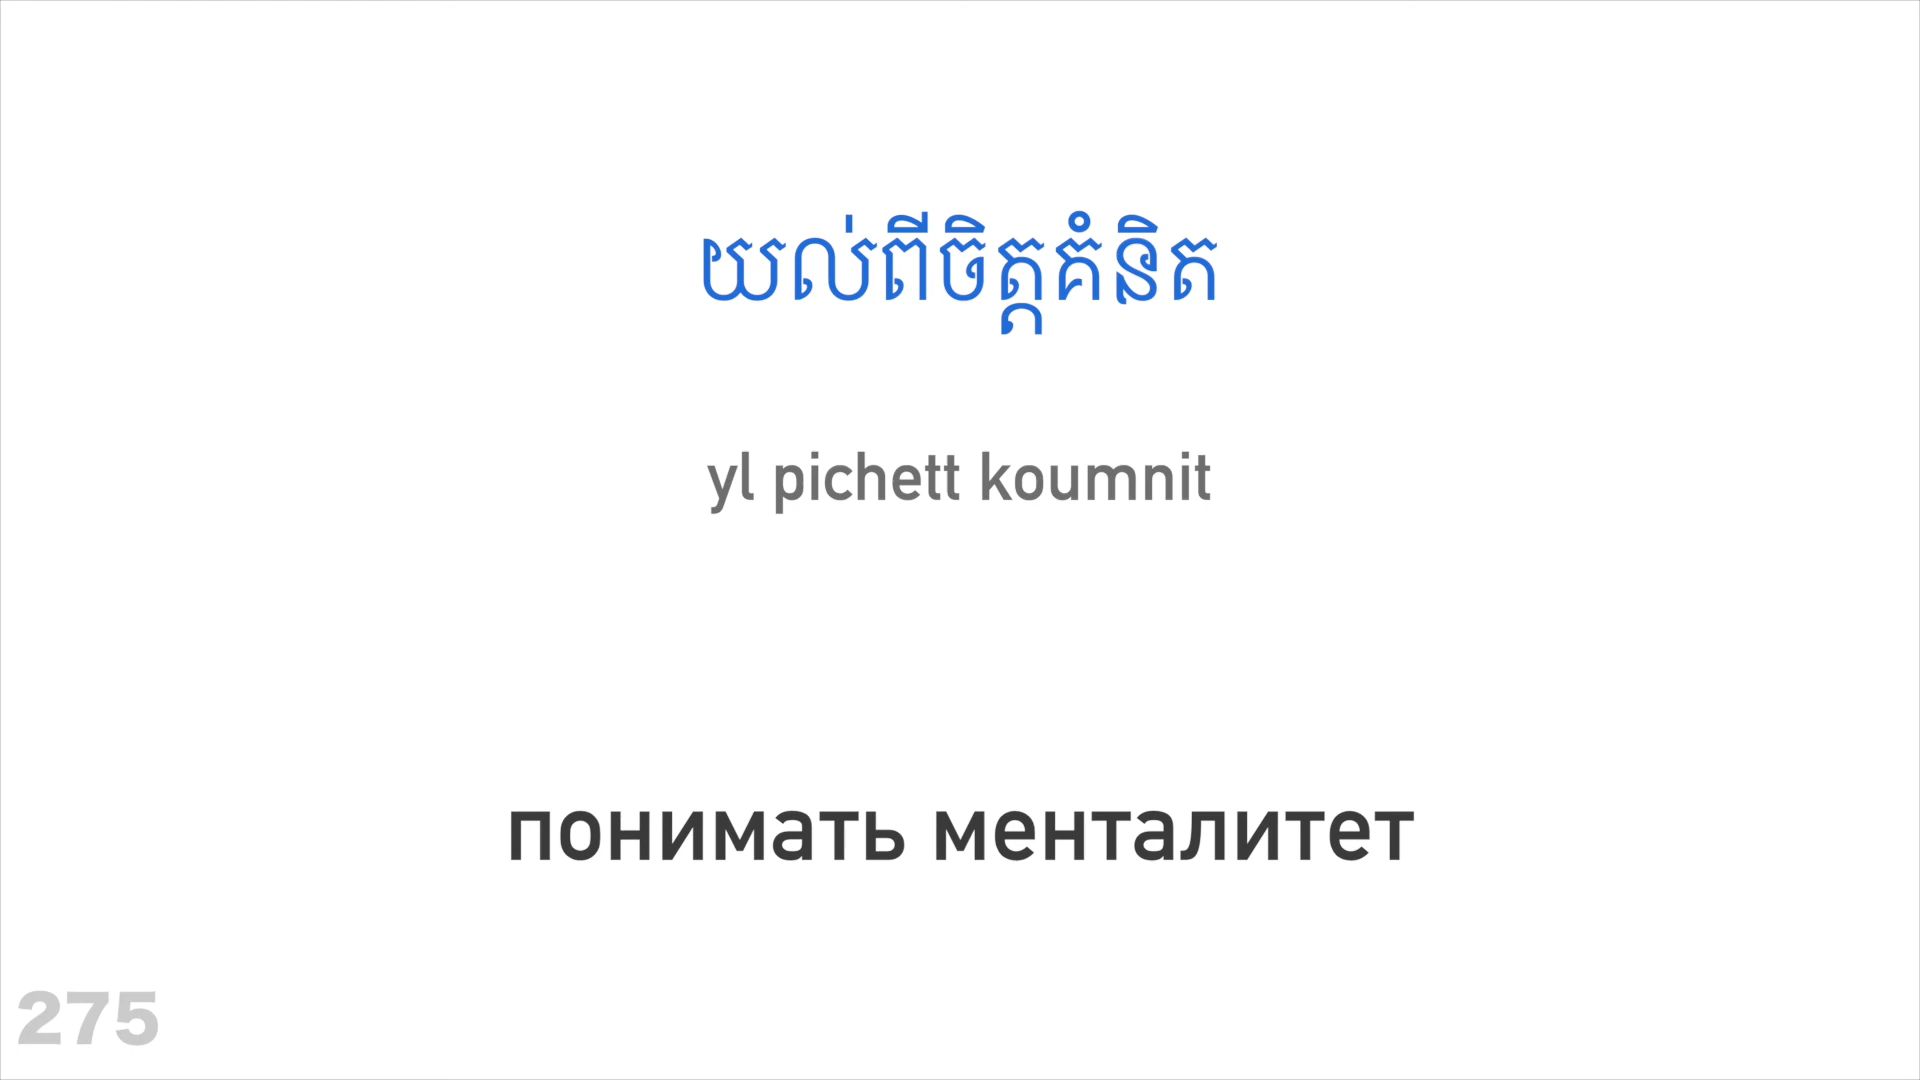 យល់ពីចិត្តគំនិត
yl pichett koumnit
понимать менталитет
275